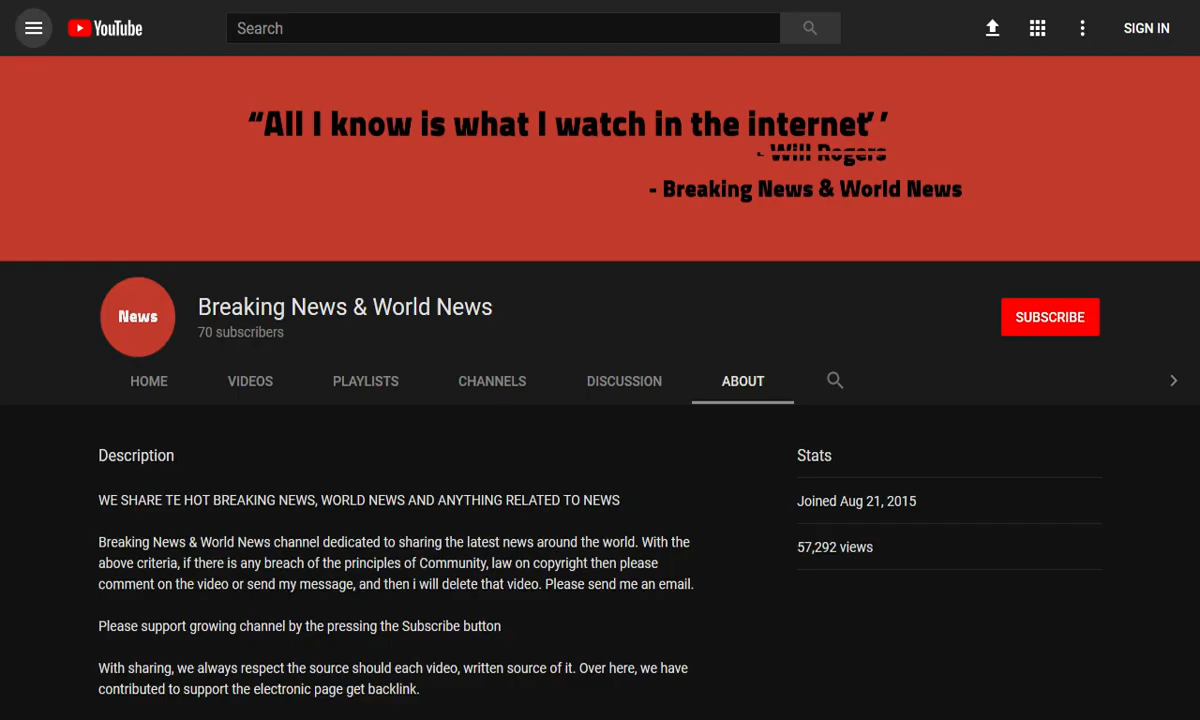 YouTube
Search
SIGN IN
“All I know is what I watch in the internet’’
- Will Rogers
- Breaking News & World News
News
Breaking News & World News
70 subscribers
SUBSCRIBE
HOME VIDEOS PLAYLISTS CHANNELS DISCUSSION ABOUT
Description
WE SHARE TE HOT BREAKING NEWS, WORLD NEWS AND ANYTHING RELATED TO NEWS
Breaking News & World News channel dedicated to sharing the latest news around the world. With the
above criteria, if there is any breach of the principles of Community, law on copyright then please
comment on the video or send my message, and then i will delete that video. Please send me an email.
Please support growing channel by the pressing the Subscribe button
With sharing, we always respect the source should each video, written source of it. Over here, we have
contributed to support the electronic page get backlink.
Stats
Joined Aug 21, 2015
57,292 views